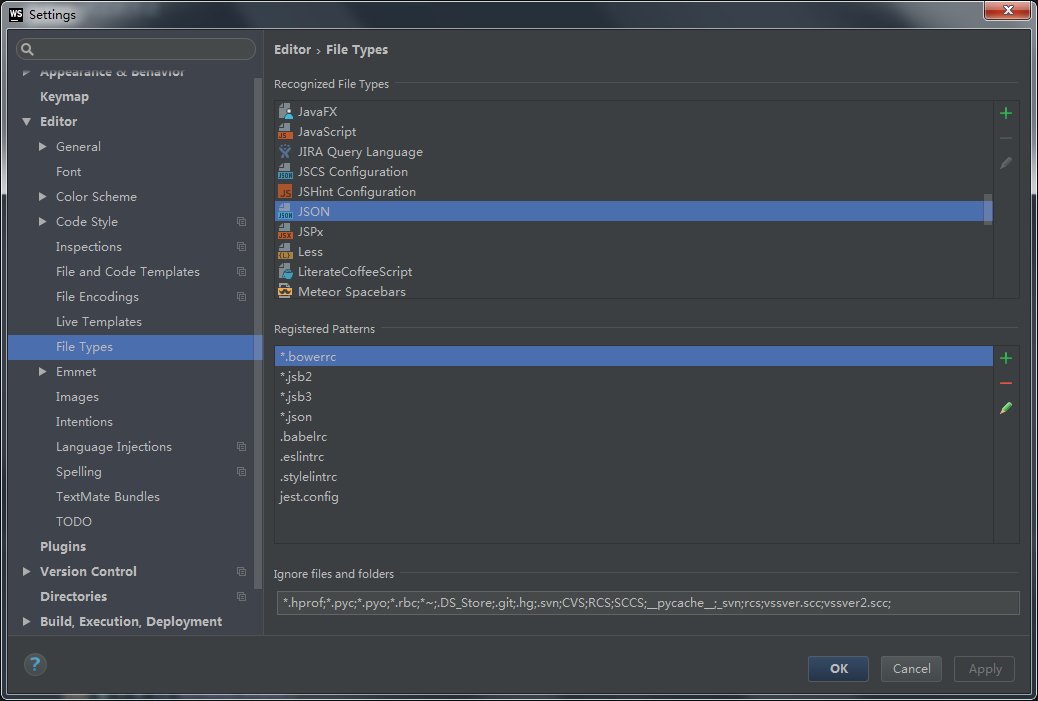 WS Settings
Editor › File Types
Appearance & Behavior
Keymap
Editor
General
Font
Color Scheme
Code Style
Inspections
File and Code Templates
File Encodings
Live Templates
File Types
Emmet
Images
Intentions
Language Injections
Spelling
TextMate Bundles
TODO
Plugins
Version Control
Directories
Build, Execution, Deployment
Recognized File Types
JavaFX
JavaScript
JIRA Query Language
JSCS Configuration
JSHint Configuration
JSON
JSPx
Less
LiterateCoffeeScript
Meteor Spacebars
Registered Patterns
*.bowerrc
*.jsb2
*.jsb3
*.json
.babelrc
.eslintrc
.stylelintrc
jest.config
Ignore files and folders
*.hprof;*.pyc;*.pyo;*.rbc;*~;.DS_Store;.git;.hg;.svn;CVS;RCS;SCCS;__pycache__;_svn;rcs;vssver.scc;vssver2.scc;
?
OK
Cancel
Apply